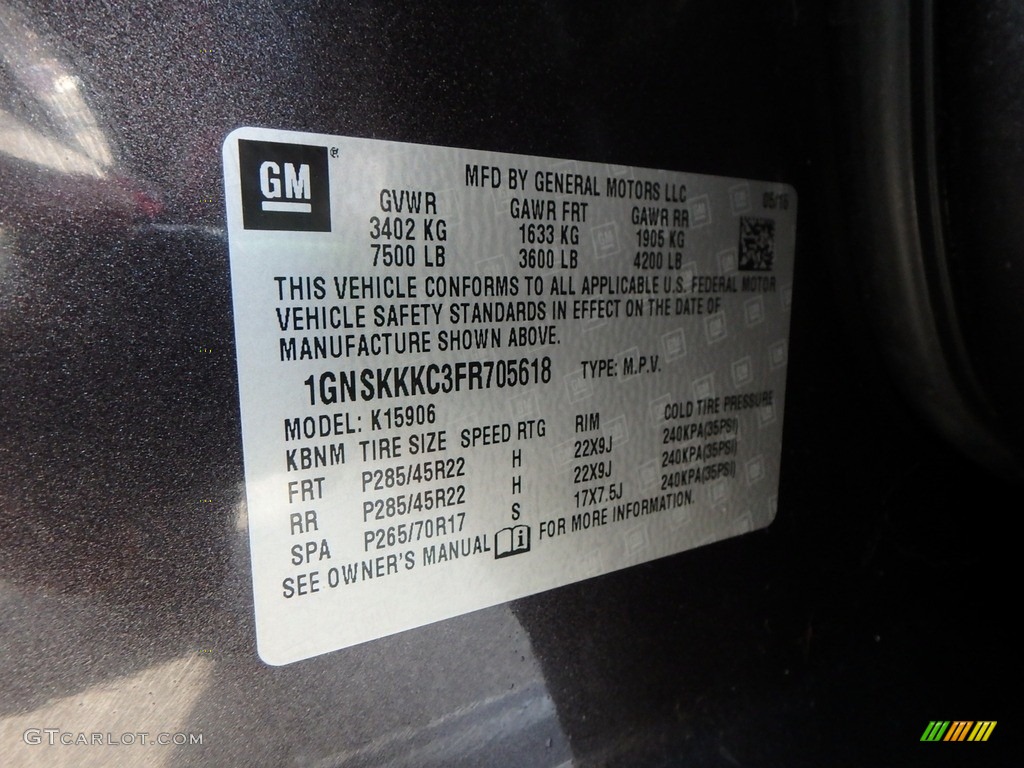 GM
MFD BY GENERAL MOTORS LLC
GVWR GAWR FRT GAWR RR
3402 KG 1633 KG 1905 KG
7500 LB 3600 LB 4200 LB
THIS VEHICLE CONFORMS TO ALL APPLICABLE U.S. FEDERAL MOTOR
VEHICLE SAFETY STANDARDS IN EFFECT ON THE DATE OF
MANUFACTURE SHOWN ABOVE.
1GNSKKKC3FR705618 TYPE: M.P.V.
MODEL: K15906
KBNM TIRE SIZE SPEED RTG RIM COLD TIRE PRESSURE
FRT P285/45R22 H 22X9J 240KPA(35PSI)
RR P285/45R22 H 22X9J 240KPA(35PSI)
SPA P265/70R17 S 17X7.5J 240KPA(35PSI)
SEE OWNER'S MANUAL FOR MORE INFORMATION.
GTCARLOT.COM